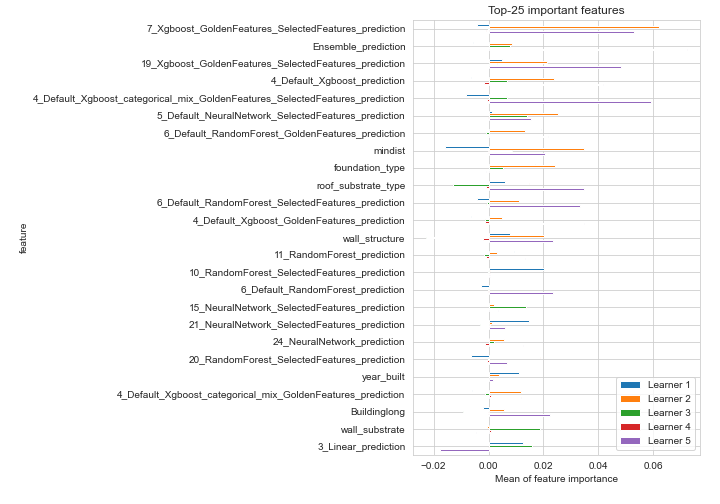 Top-25 important features
7_Xgboost_GoldenFeatures_SelectedFeatures_prediction
Ensemble_prediction
19_Xgboost_GoldenFeatures_SelectedFeatures_prediction
4_Default_Xgboost_prediction
4_Default_Xgboost_categorical_mix_GoldenFeatures_SelectedFeatures_prediction
5_Default_NeuralNetwork_SelectedFeatures_prediction
6_Default_RandomForest_GoldenFeatures_prediction
mindist
foundation_type
roof_substrate_type
6_Default_RandomForest_SelectedFeatures_prediction
4_Default_Xgboost_GoldenFeatures_prediction
wall_structure
11_RandomForest_prediction
10_RandomForest_SelectedFeatures_prediction
6_Default_RandomForest_prediction
15_NeuralNetwork_SelectedFeatures_prediction
21_NeuralNetwork_SelectedFeatures_prediction
24_NeuralNetwork_prediction
20_RandomForest_SelectedFeatures_prediction
year_built
4_Default_Xgboost_categorical_mix_GoldenFeatures_prediction
Buildinglong
wall_substrate
3_Linear_prediction
feature
Learner 1
Learner 2
Learner 3
Learner 4
Learner 5
−0.02 0.00 0.02 0.04 0.06
Mean of feature importance